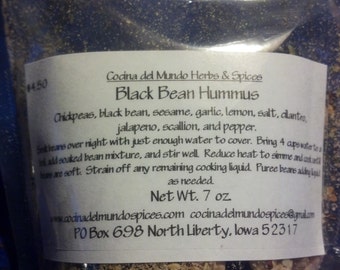 $4.50
Cocina del Mundo Herbs & Spices
Black Bean Hummus
Chickpeas, black bean, sesame, garlic, lemon, salt, cilantro,
jalapeno, scallion, and pepper.
beans over night with just enough water to cover. Bring 4 cups water to a
add soaked bean mixture, and stir well. Reduce heat to simmer and cook until
beans are soft. Strain off any remaining cooking liquid. Puree beans adding liquid
as needed.
Net Wt. 7 oz.
www.cocinadelmundospices.com cocinadelmundospices@gmail.com
PO Box 698 North Liberty, Iowa 52317